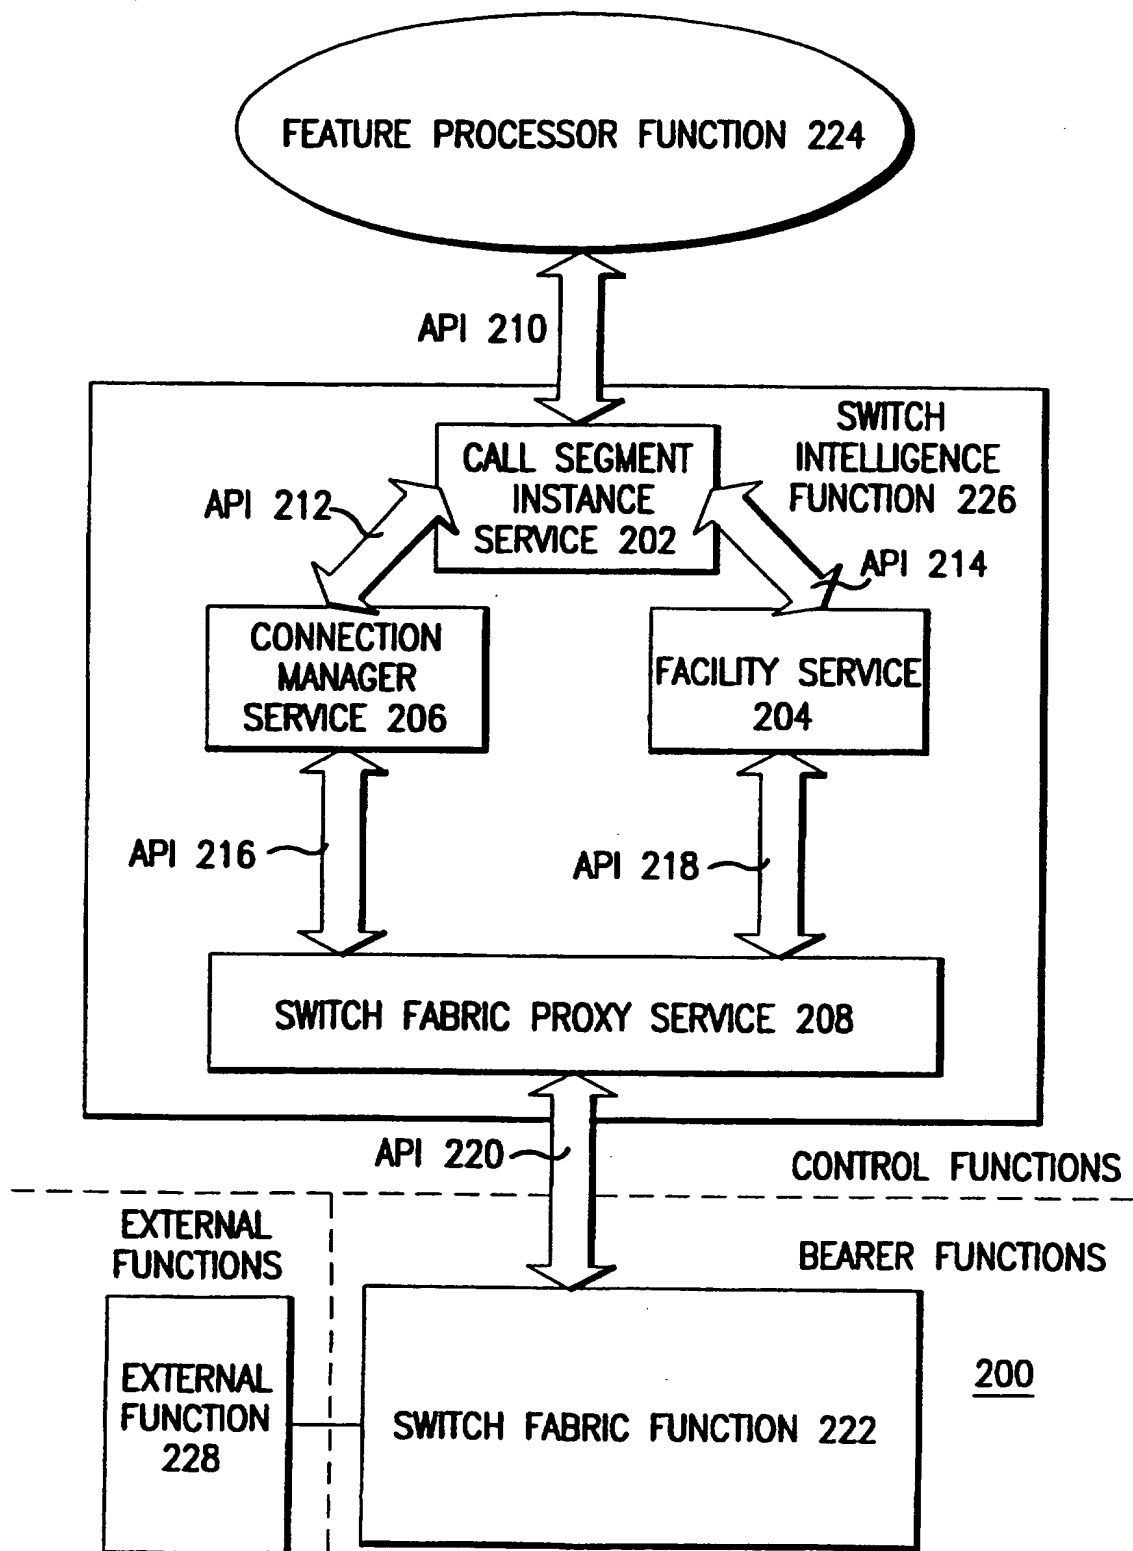 FEATURE PROCESSOR FUNCTION 224
API 210
SWITCH
INTELLIGENCE
FUNCTION 226
CALL SEGMENT
INSTANCE
SERVICE 202
API 212
API 214
CONNECTION
MANAGER
SERVICE 206
FACILITY SERVICE
204
API 216
API 218
SWITCH FABRIC PROXY SERVICE 208
API 220
CONTROL FUNCTIONS
EXTERNAL
FUNCTIONS
BEARER FUNCTIONS
EXTERNAL
FUNCTION
228
SWITCH FABRIC FUNCTION 222
200